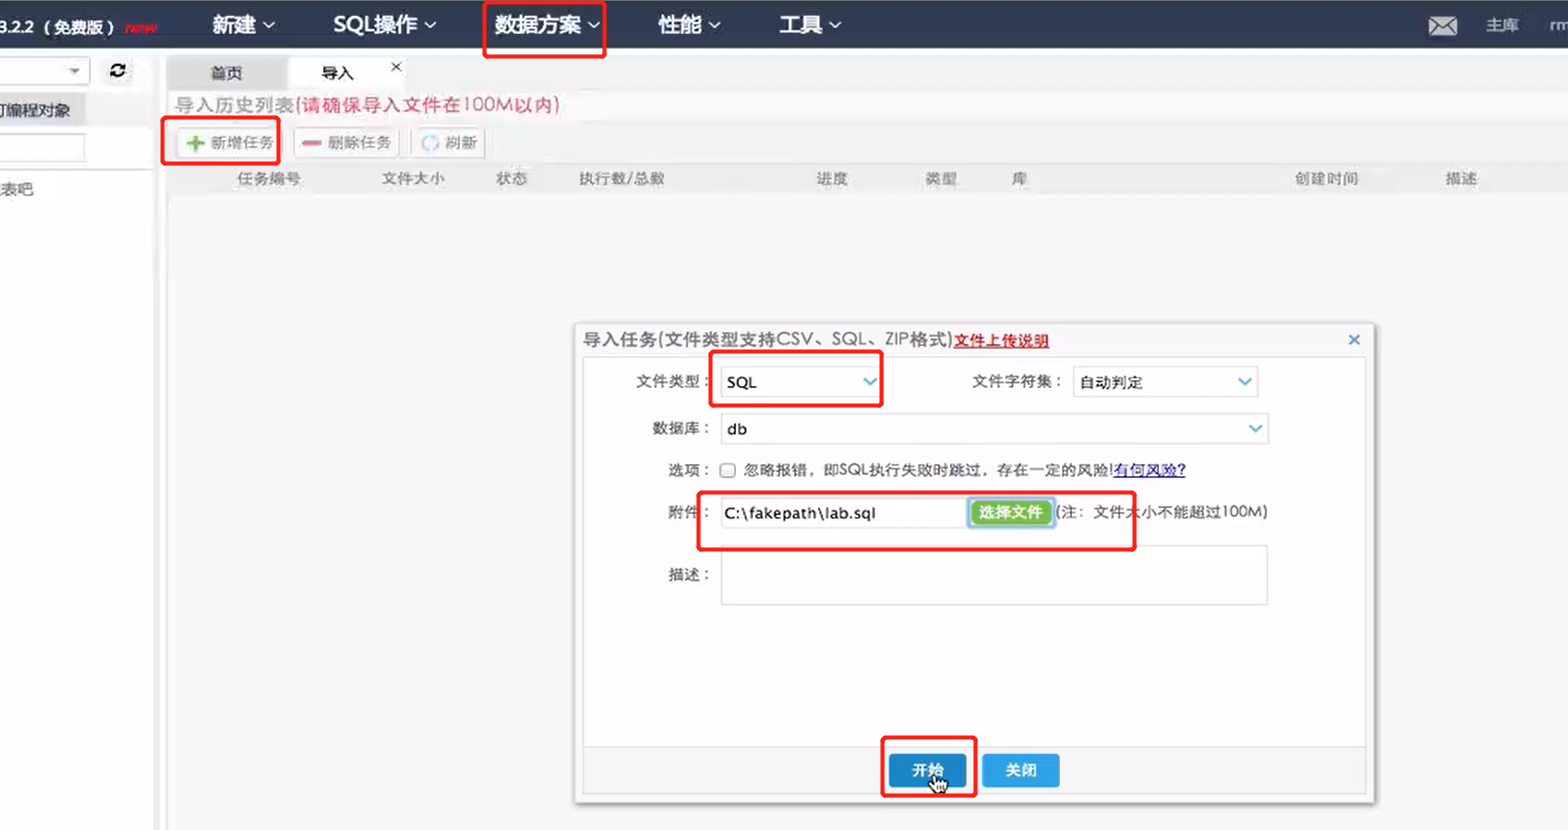 3.2.2（免费版） new 新建 SQL操作 数据方案 性能 工具 主库
首页 导入
编程对象
导入历史列表(请确保导入文件在100M以内)
新增任务 删除任务 刷新
任务编号 文件大小 状态 执行数/总数 进度 类型 库 创建时间 描述
表吧
导入任务(文件类型支持CSV、SQL、ZIP格式)文件上传说明
文件类型： SQL 文件字符集： 自动判定
数据库： db
选项： 忽略报错，即SQL执行失败时跳过，存在一定的风险!有何风险?
附件： C:\fakepath\lab.sql 选择文件 (注：文件大小不能超过100M)
描述：
开始 关闭